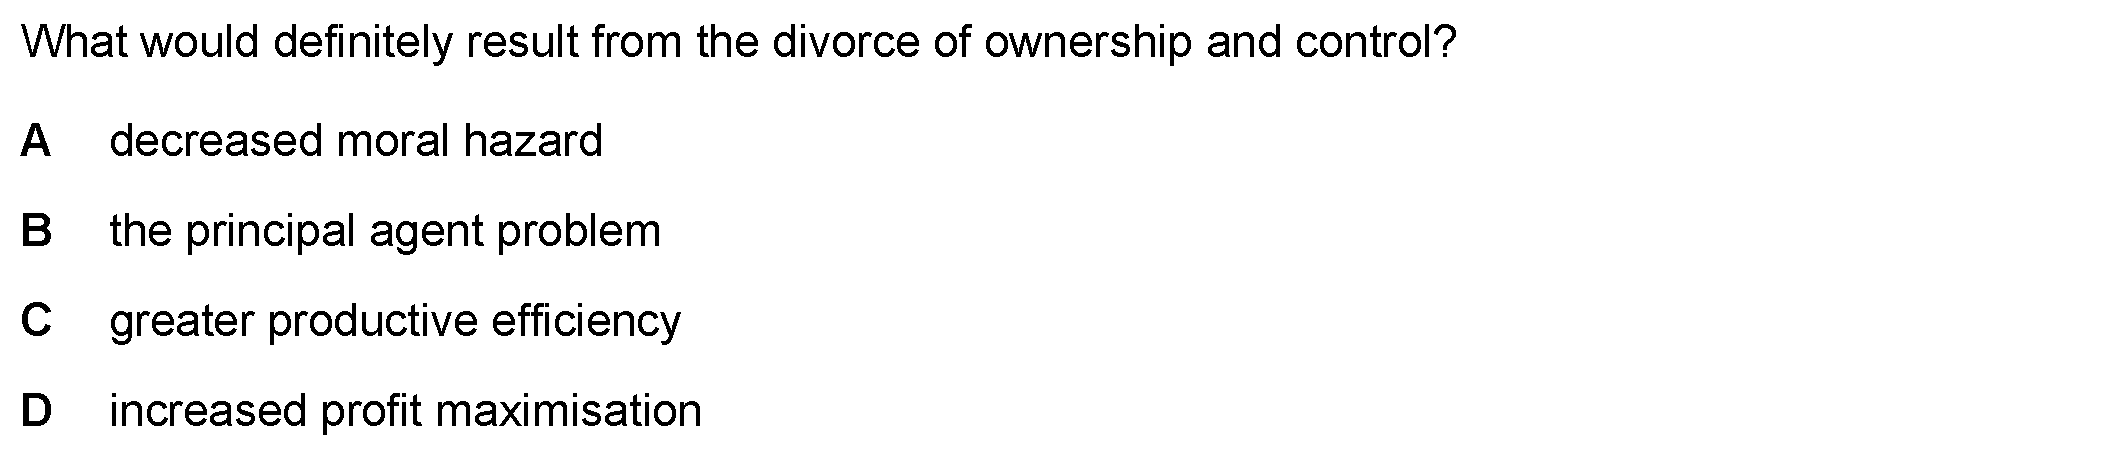 What would definitely result from the divorce of ownership and control?
A decreased moral hazard
B the principal agent problem
C greater productive efficiency
D increased profit maximisation